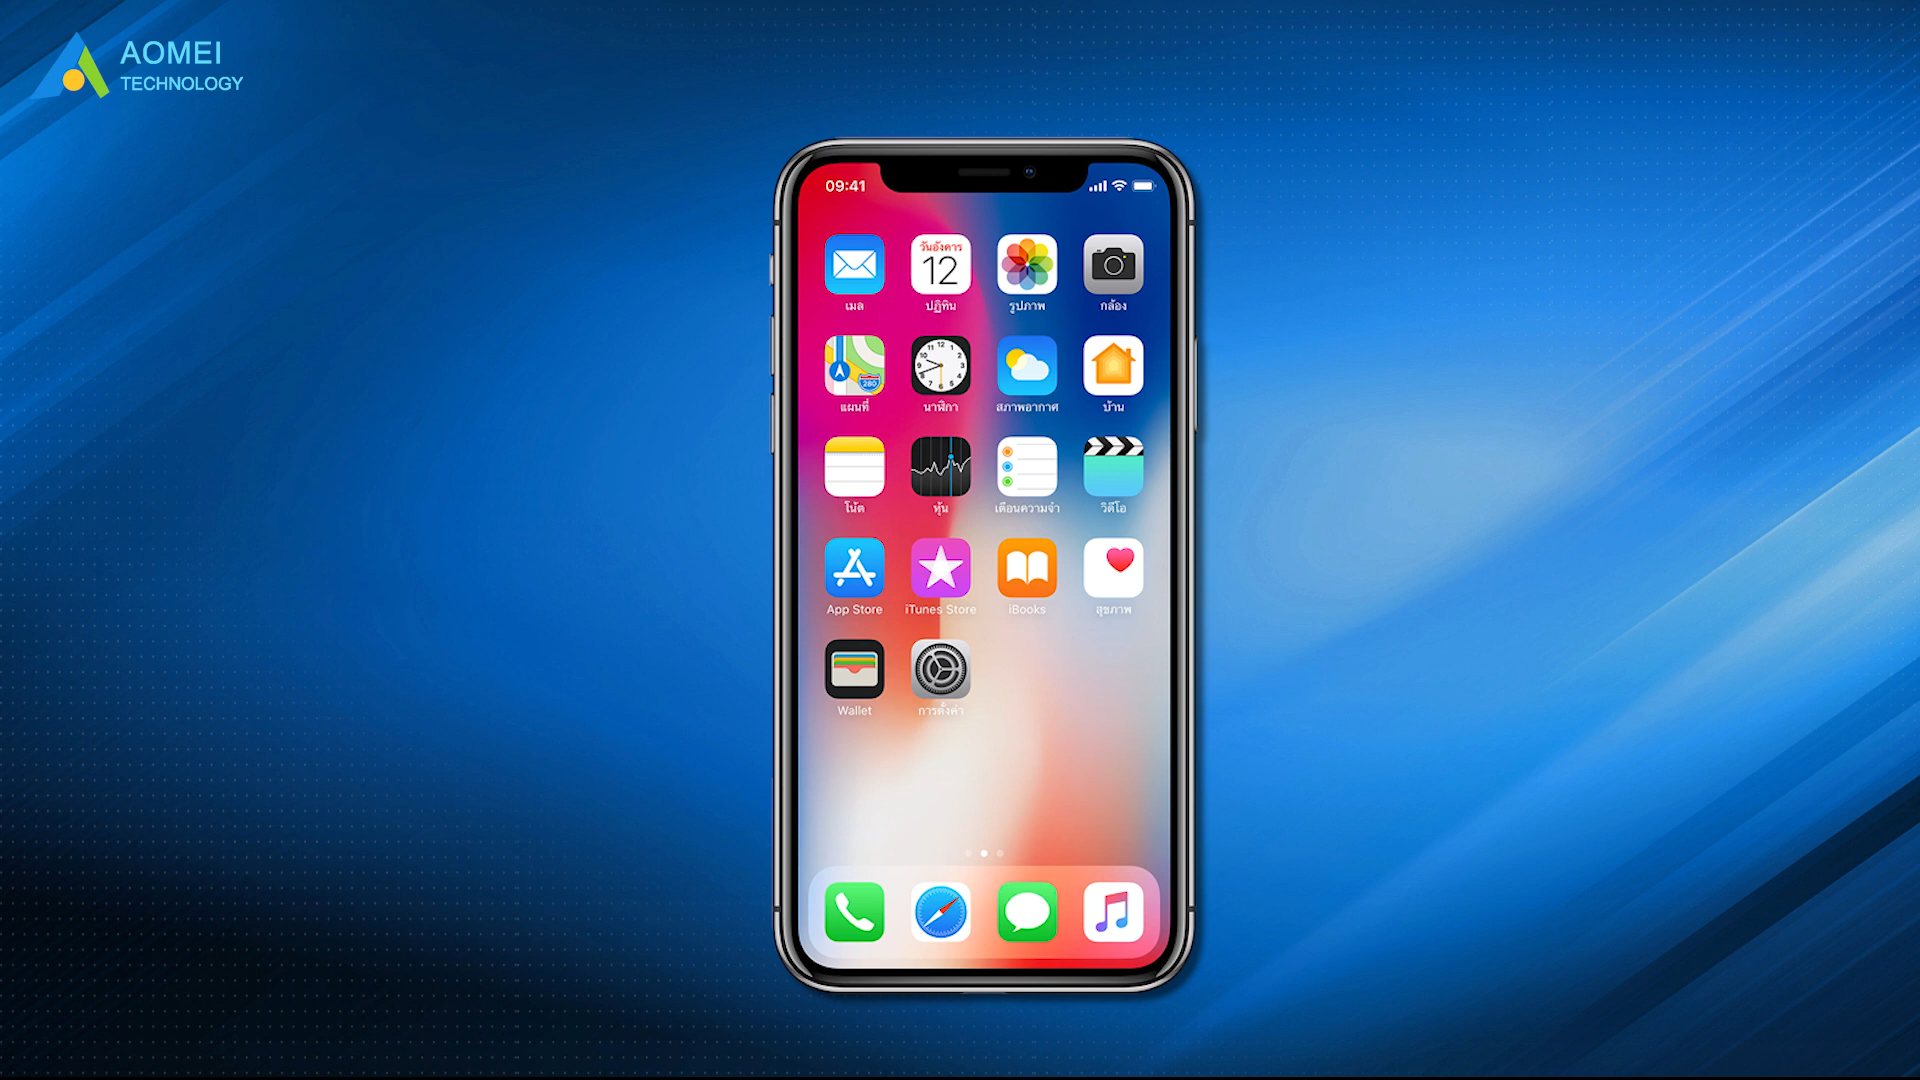 AOMEI
TECHNOLOGY
09:41
วันอังคาร
12
เมล
ปฏิทิน
รูปภาพ
กล้อง
280
แผนที่
นาฬิกา
สภาพอากาศ
บ้าน
โน้ต
หุ้น
เตือนความจำ
วิดีโอ
App Store
iTunes Store
iBooks
สุขภาพ
Wallet
การตั้งค่า